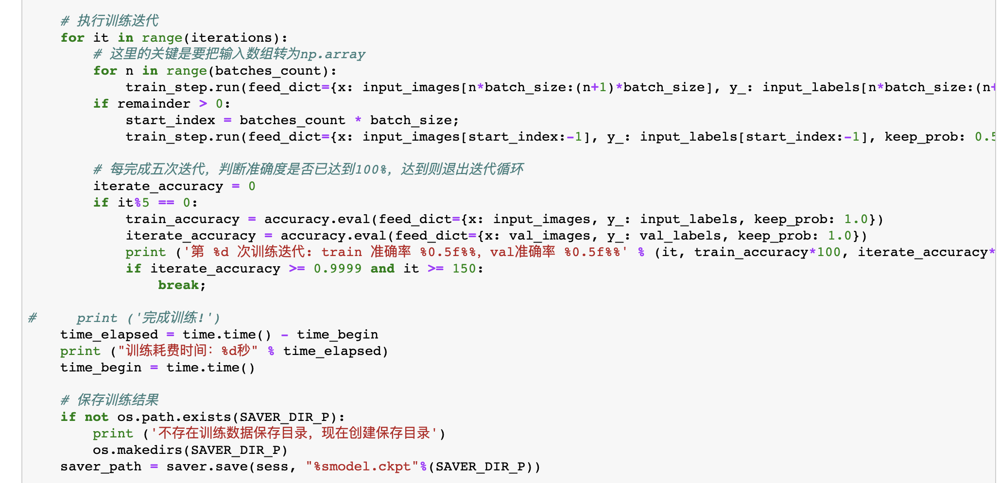 # 执行训练迭代
for it in range(iterations):
# 这里的关键是要把输入数组转为np.array
for n in range(batches_count):
train_step.run(feed_dict={x: input_images[n*batch_size:(n+1)*batch_size], y_: input_labels[n*batch_size:(n+
if remainder > 0:
start_index = batches_count * batch_size;
train_step.run(feed_dict={x: input_images[start_index:-1], y_: input_labels[start_index:-1], keep_prob: 0.5
# 每完成五次迭代，判断准确度是否已达到100%，达到则退出迭代循环
iterate_accuracy = 0
if it%5 == 0:
train_accuracy = accuracy.eval(feed_dict={x: input_images, y_: input_labels, keep_prob: 1.0})
iterate_accuracy = accuracy.eval(feed_dict={x: val_images, y_: val_labels, keep_prob: 1.0})
print ('第 %d 次训练迭代: train 准确率 %0.5f%%，val准确率 %0.5f%%' % (it, train_accuracy*100, iterate_accuracy*
if iterate_accuracy >= 0.9999 and it >= 150:
break;
#     print ('完成训练!')
time_elapsed = time.time() - time_begin
print ("训练耗费时间：%d秒" % time_elapsed)
time_begin = time.time()
# 保存训练结果
if not os.path.exists(SAVER_DIR_P):
print ('不存在训练数据保存目录，现在创建保存目录')
os.makedirs(SAVER_DIR_P)
saver_path = saver.save(sess, "%smodel.ckpt"%(SAVER_DIR_P))